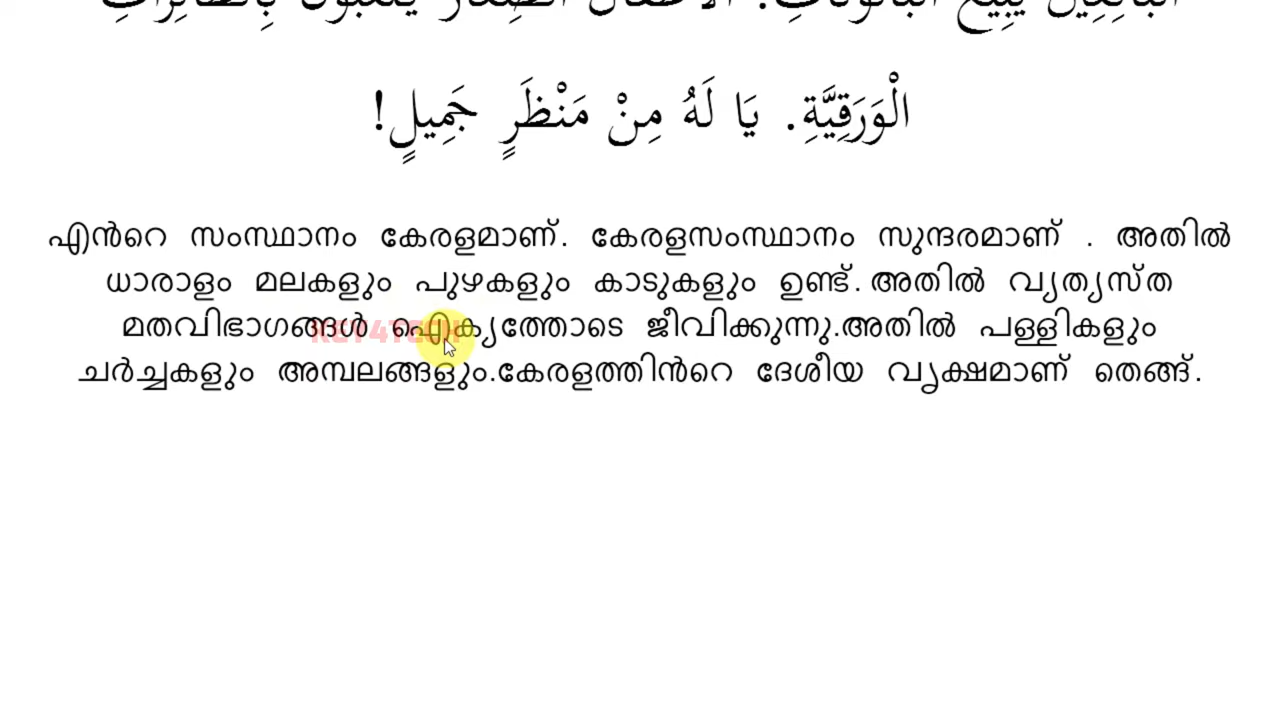 الْوَرَقِيَّةِ. يَا لَهُ مِنْ مَنْظَرٍ جَمِيلٍ!
എൻറെ സംസ്ഥാനം കേരളമാണ്. കേരളസംസ്ഥാനം സുന്ദരമാണ് . അതിൽ
ധാരാളം മലകളും പുഴകളും കാടുകളും ഉണ്ട്. അതിൽ വ്യത്യസ്ത
മതവിഭാഗങ്ങൾ ഐക്യത്തോടെ ജീവിക്കുന്നു.അതിൽ പള്ളികളും
ചർച്ചകളും അമ്പലങ്ങളും.കേരളത്തിൻറെ ദേശീയ വൃക്ഷമാണ് തെങ്ങ്.
KEY4TECH